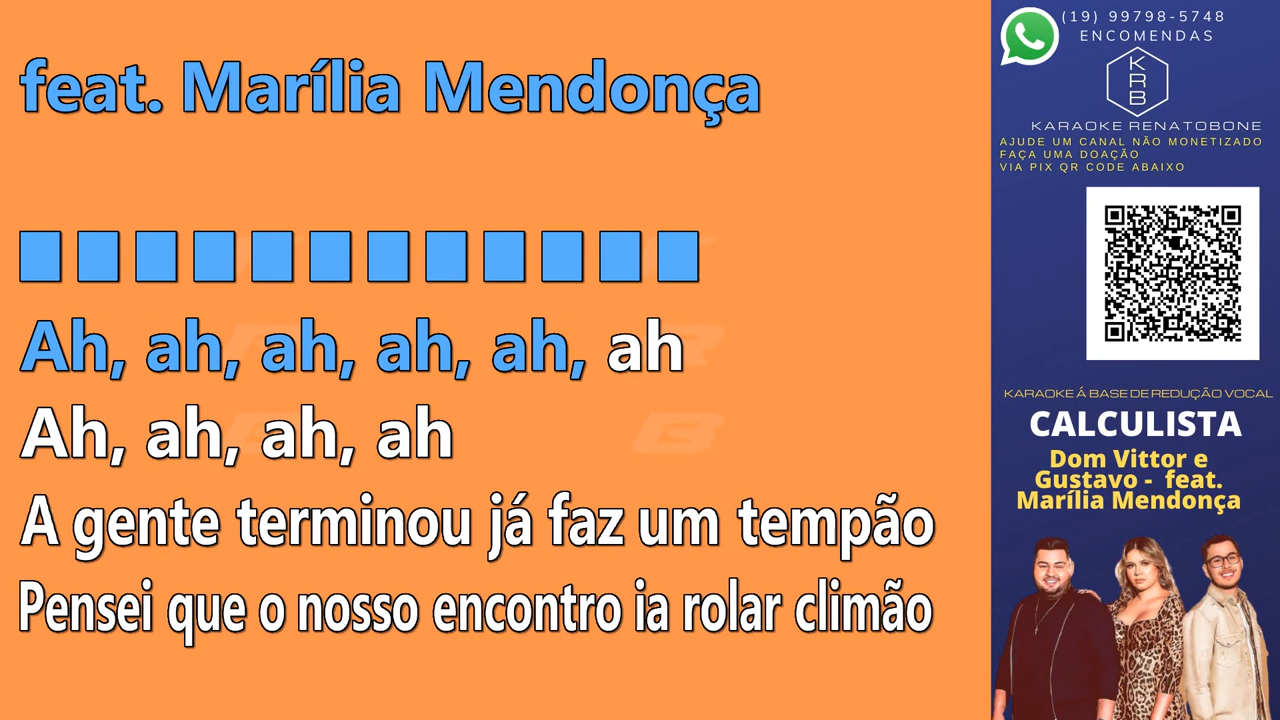 feat. Marília Mendonça
Ah, ah, ah, ah, ah, ah
Ah, ah, ah, ah
A gente terminou já faz um tempão
Pensei que o nosso encontro ia rolar climão
(19) 99798-5748
ENCOMENDAS
K
R
B
KARAOKE RENATOBONE
AJUDE UM CANAL NÃO MONETIZADO
FAÇA UMA DOAÇÃO
VIA PIX QR CODE ABAIXO
KARAOKE Á BASE DE REDUÇÃO VOCAL
CALCULISTA
Dom Vittor e
Gustavo - feat.
Marília Mendonça